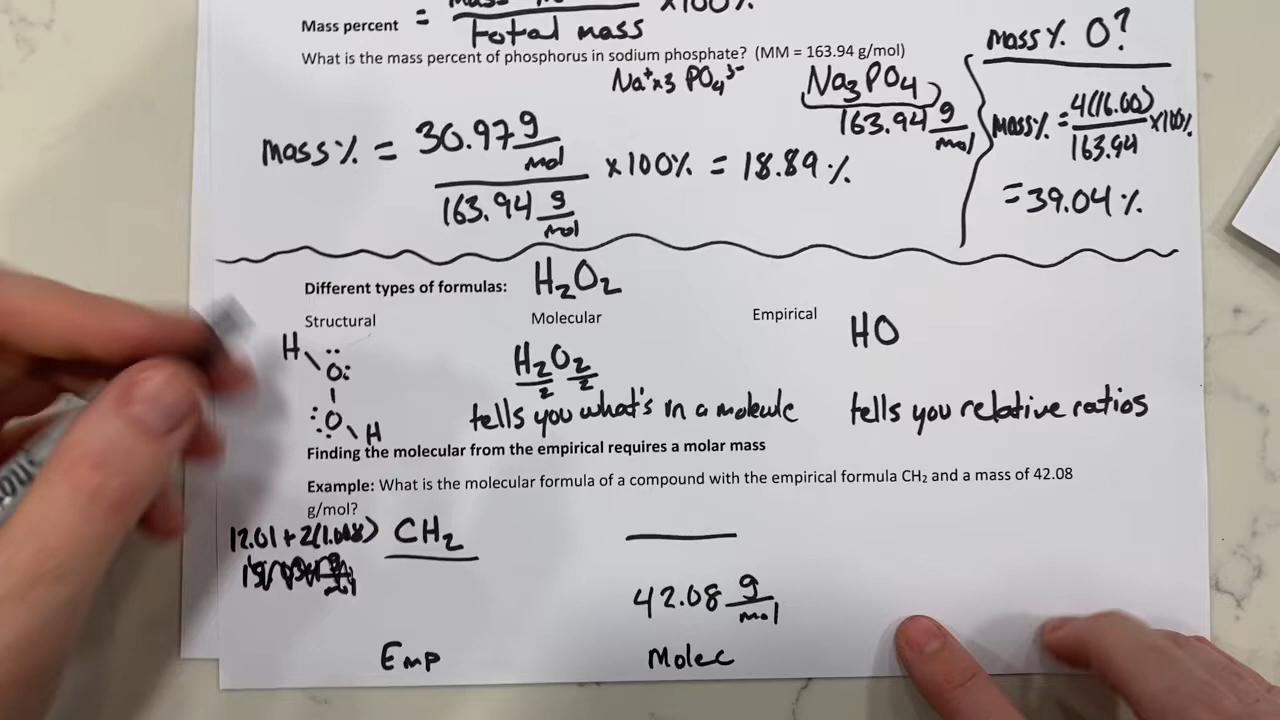 Mass percent = ×100%
total mass
What is the mass percent of phosphorus in sodium phosphate? (MM = 163.94 g/mol)
Na⁺×3 PO₄³⁻
Na₃PO₄
163.94 g/mol
mass % = 30.97 g/mol / 163.94 g/mol ×100% = 18.89 %
mass % O?
mass % = 4(16.00) / 163.94 ×100%
= 39.04 %
Different types of formulas: H₂O₂
Structural Molecular Empirical
H O O H
H₂O₂
2 2
HO
tells you what's in a molecule
tells you relative ratios
Finding the molecular from the empirical requires a molar mass
Example: What is the molecular formula of a compound with the empirical formula CH₂ and a mass of 42.08
g/mol?
12.01 + 2(1.008) CH₂
42.08 g/mol
Emp Molec